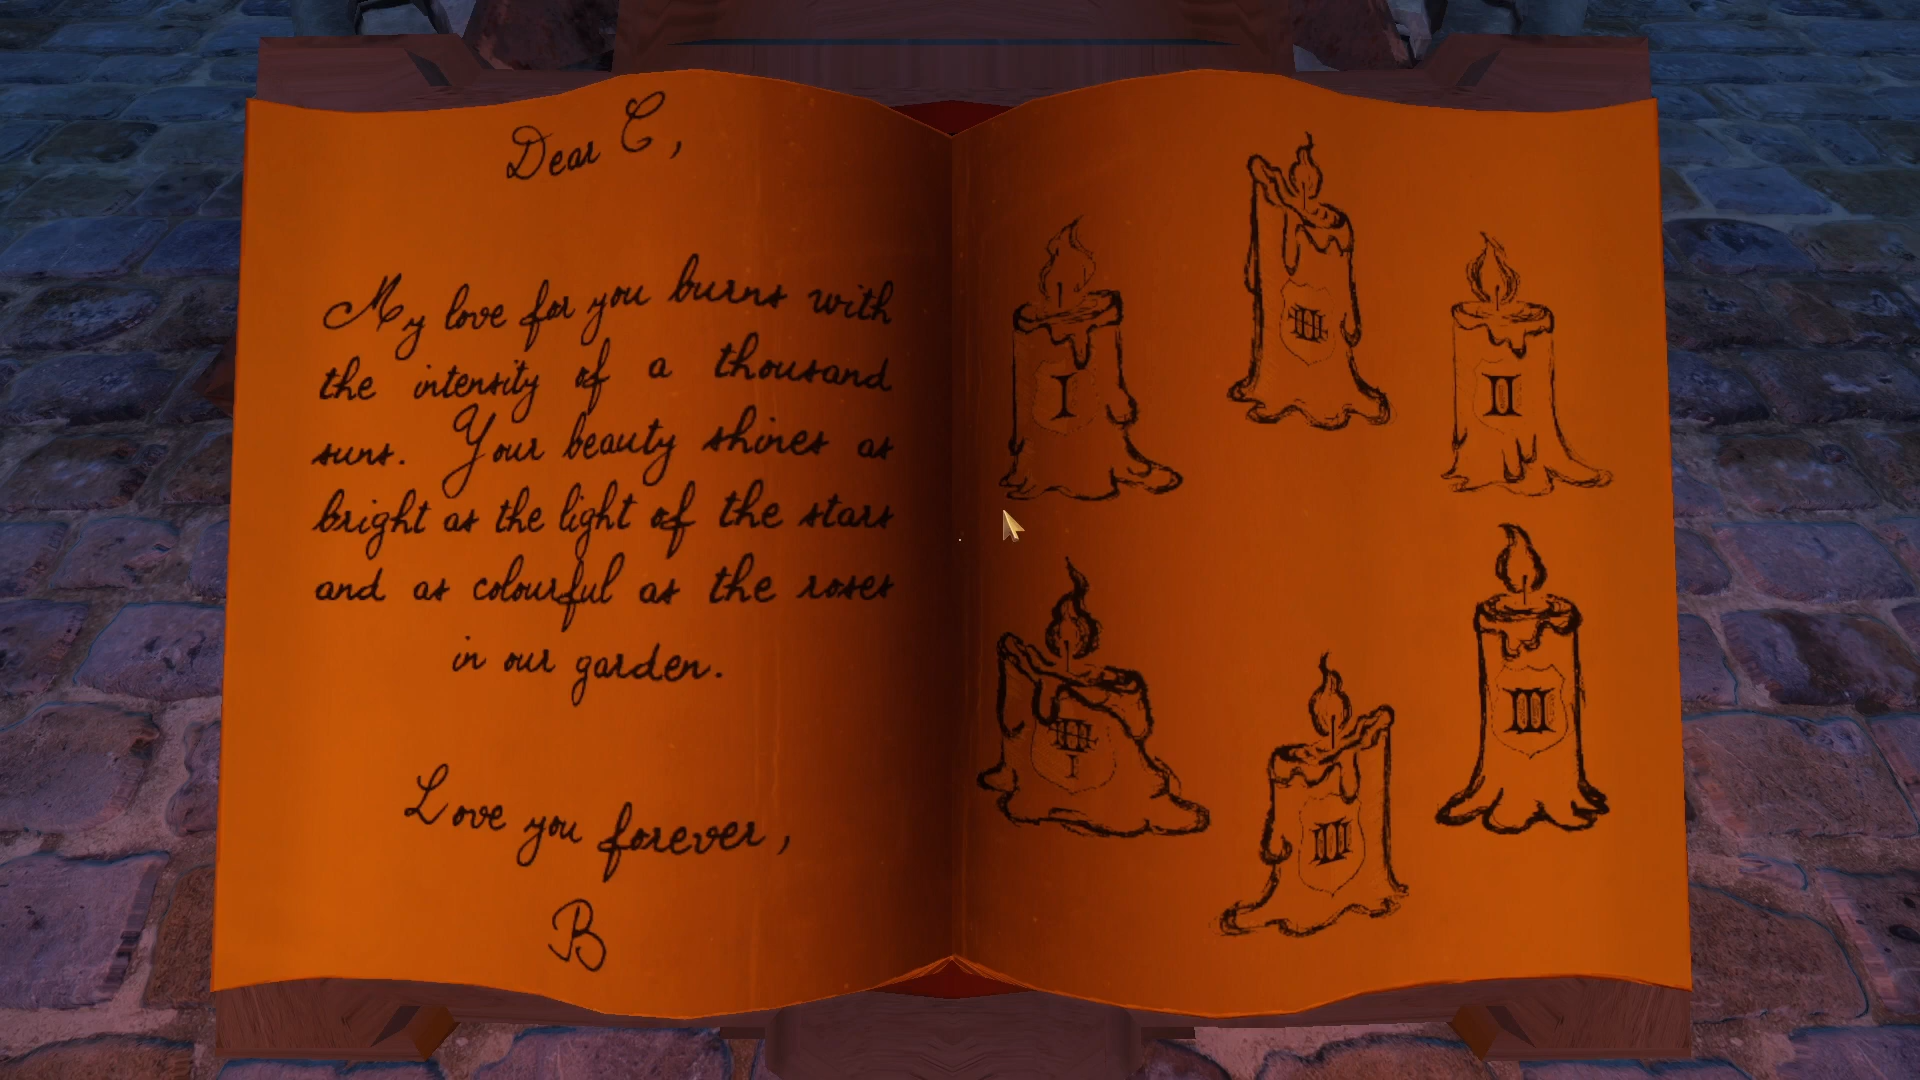 Dear C,
My love for you burns with
the intensity of a thousand
suns. Your beauty shines as
bright as the light of the stars
and as colourful as the roses
in our garden.
Love you forever,
B
I
II
III
III